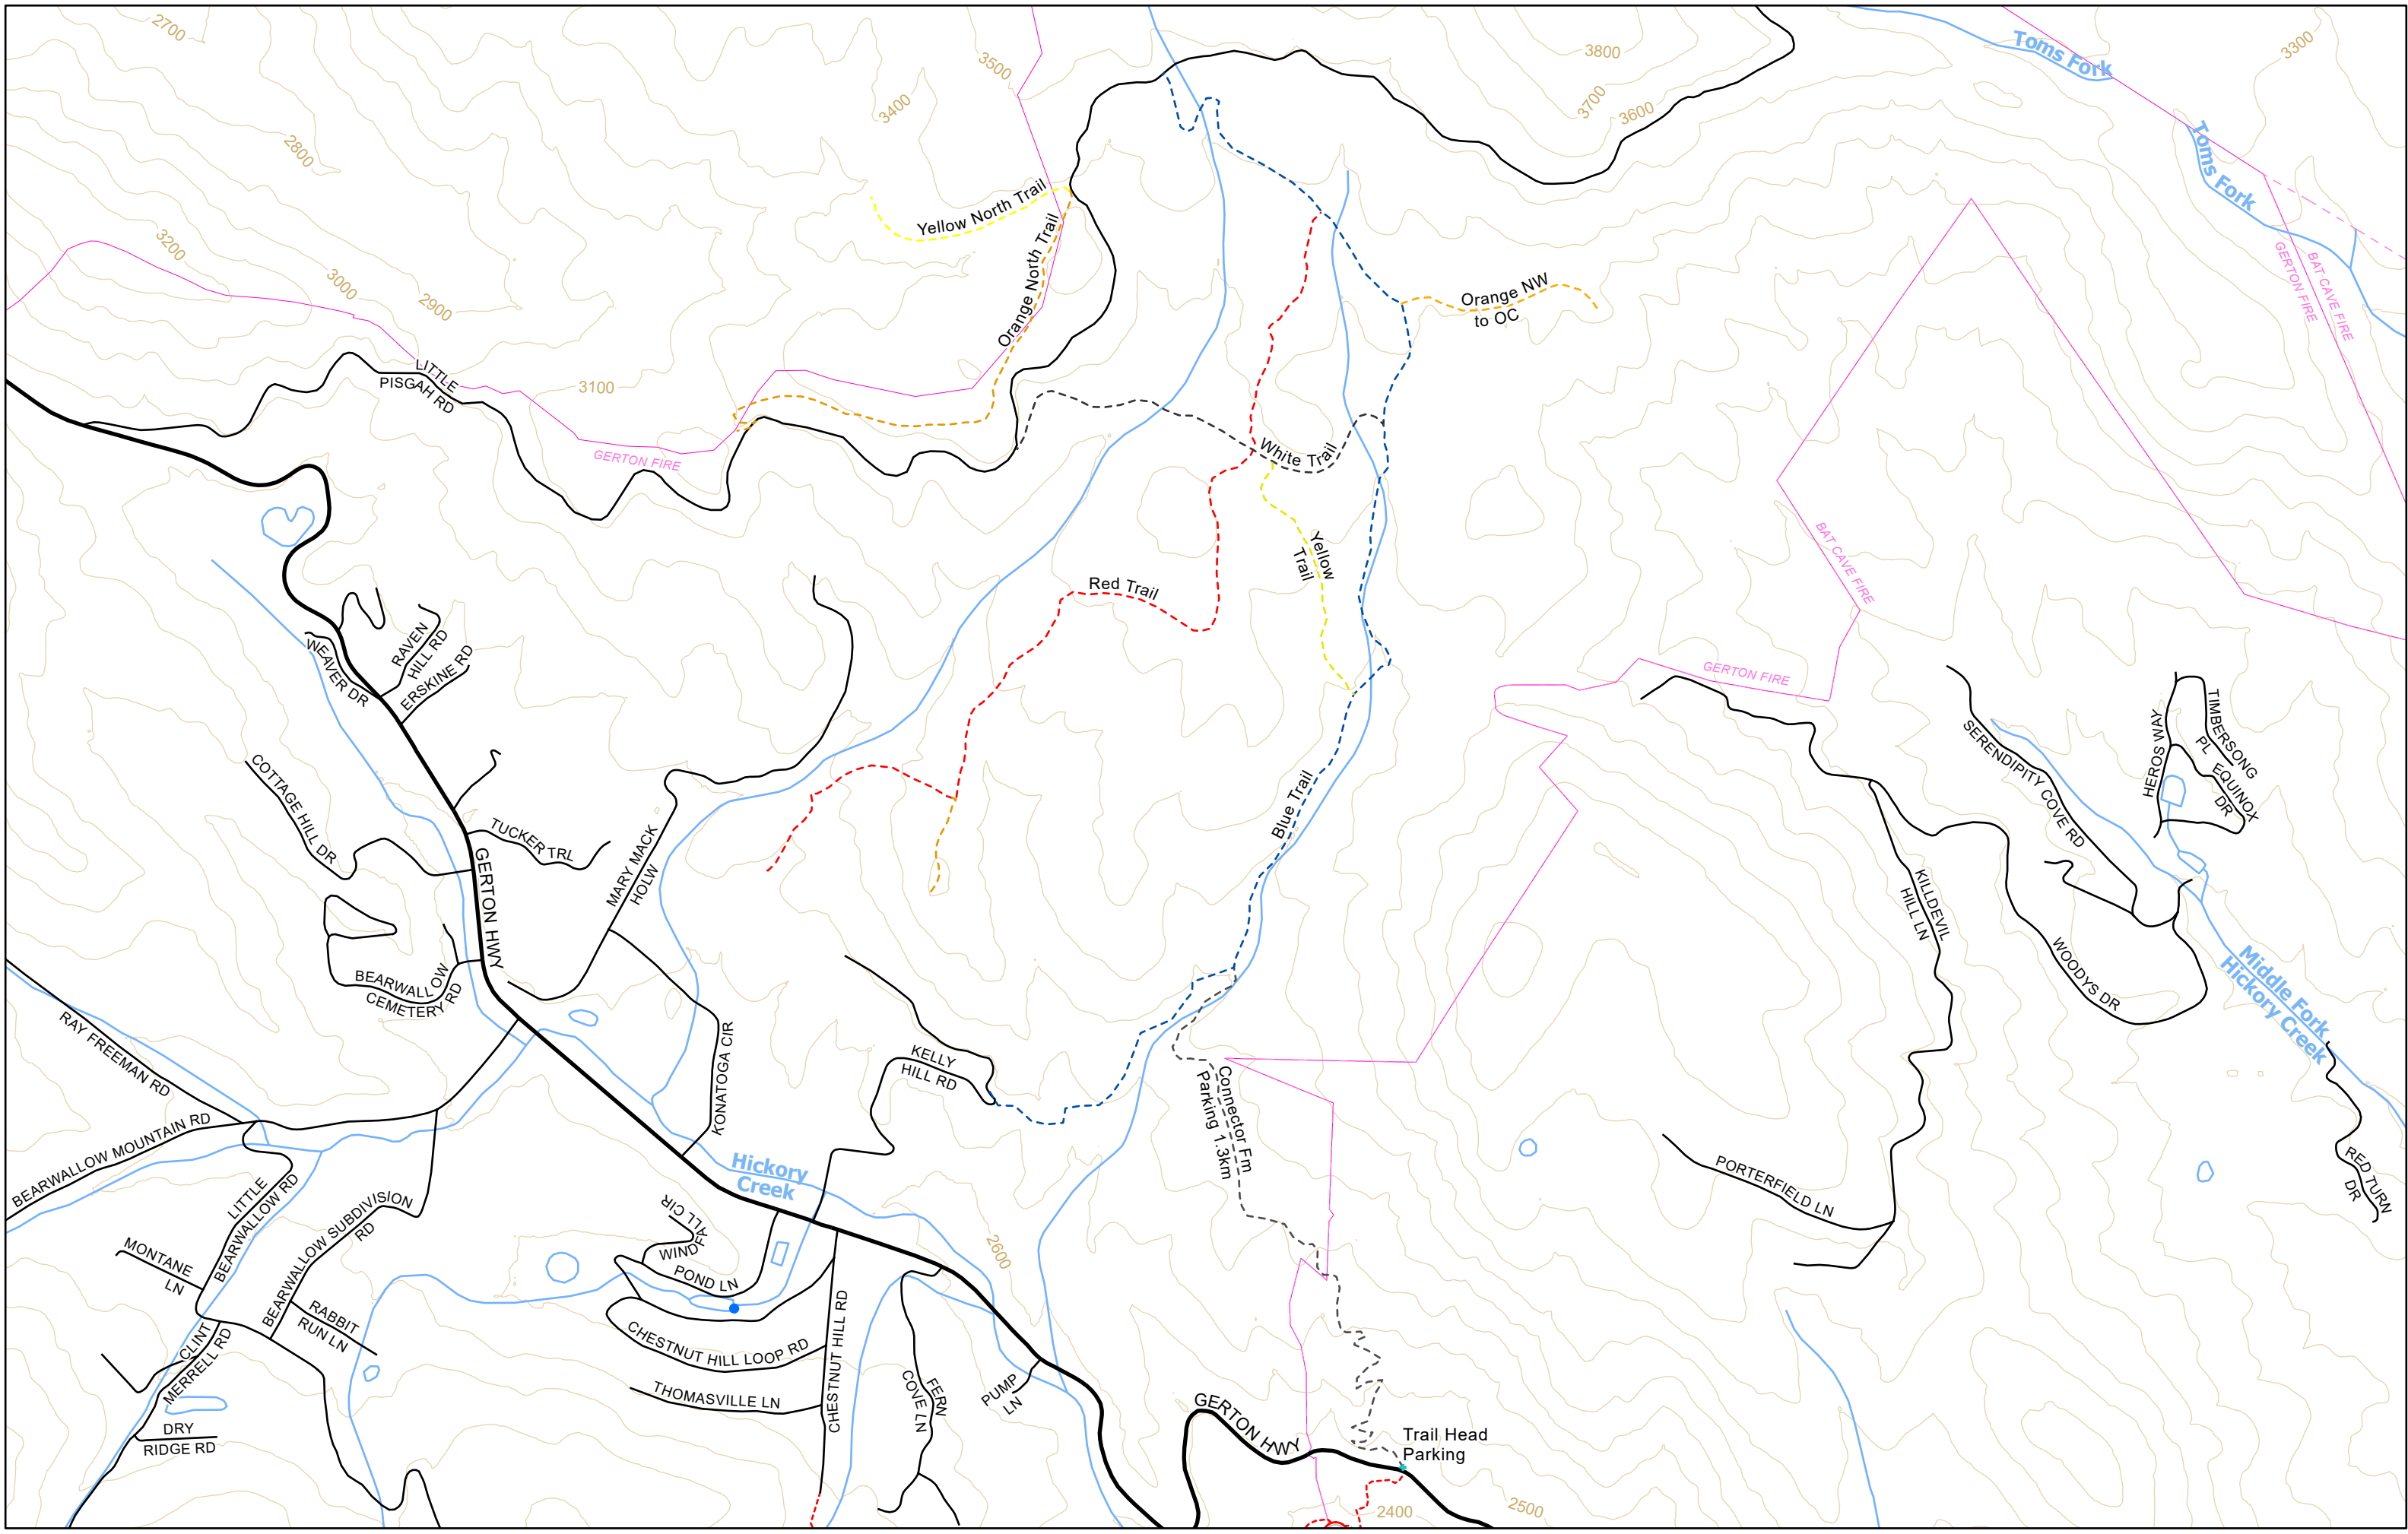 2700
3500
3800
Toms Fork
3300
3400
3700
3600
2800
Toms Fork
Yellow North Trail
3200
3000
2900
Orange North Trail
Orange NW
to OC
BAT CAVE FIRE
GERTON FIRE
LITTLE
PISGAH RD
3100
GERTON FIRE
White Trail
Yellow
Trail
Red Trail
BAT CAVE FIRE
GERTON FIRE
RAVEN
HILL RD
ERSKINE RD
WEAVER DR
COTTAGE HILL DR
TUCKER TRL
GERTON HWY
MARY MACK
HOLW
Blue Trail
SERENDIPITY COVE RD
HEROS WAY
TIMBERSONG
PL
EQUINOX
DR
KILLDEVIL
HILL LN
WOODYS DR
Middle Fork
Hickory Creek
BEARWALLOW
CEMETERY RD
RAY FREEMAN RD
KONATOGA CIR
KELLY
HILL RD
Connector Fm
Parking 1.3km
BEARWALLOW MOUNTAIN RD
Hickory
Creek
PORTERFIELD LN
RED TURN
DR
LITTLE
BEARWALLOW RD
BEARWALLOW SUBDIVISION
RD
MONTANE
LN
WINDFALL CIR
POND LN
2600
RABBIT
RUN LN
CLINT
MERRELL RD
CHESTNUT HILL LOOP RD
CHESTNUT HILL RD
THOMASVILLE LN
FERN
COVE LN
PUMP
LN
DRY
RIDGE RD
GERTON HWY
Trail Head
Parking
2400
2500